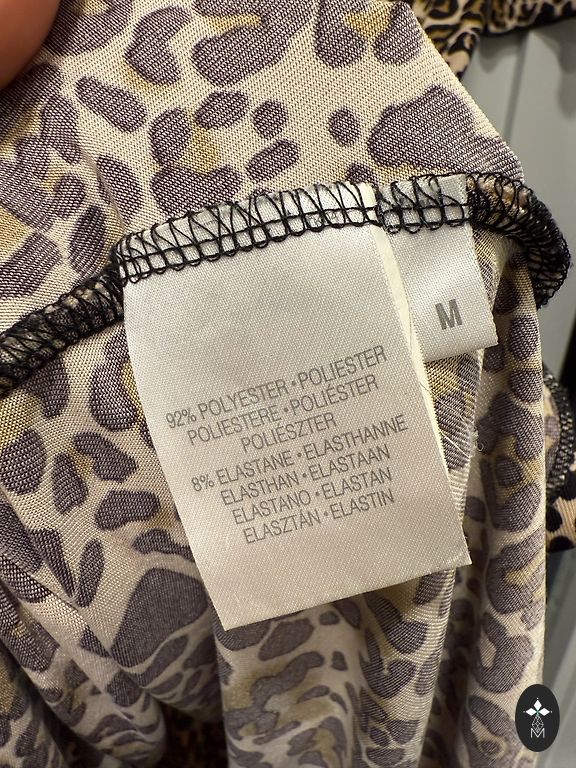 M
92% POLYESTER • POLIESTER
POLIESTERE • POLIÉSTER
POLIÉSZTER
8% ELASTANE • ELASTHANNE
ELASTHAN • ELASTAAN
ELASTANO • ELASTAN
ELASZTÁN • ELASTIN